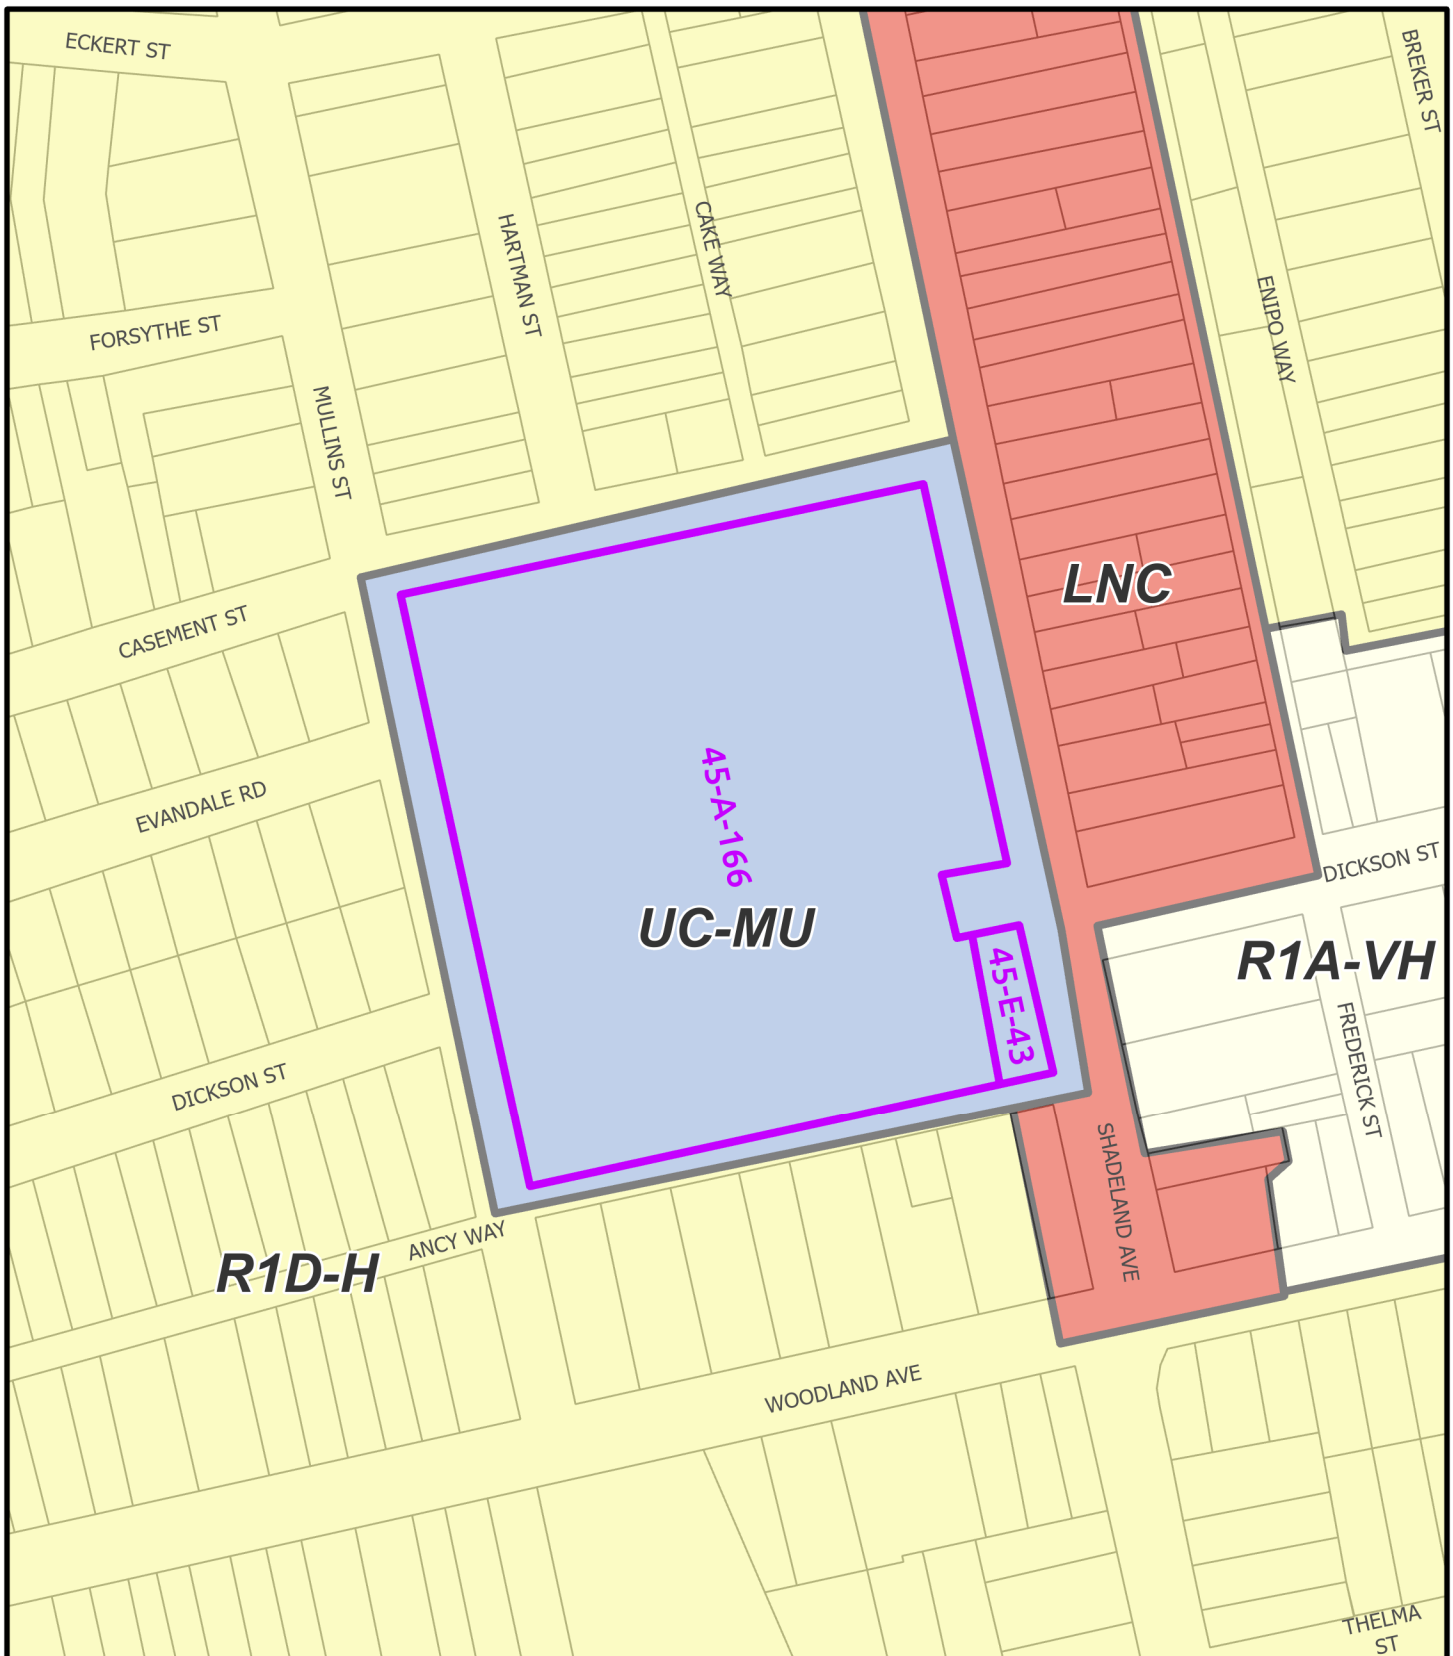 ECKERT ST
BREKER ST
CAKE WAY
HARTMAN ST
ENIPO WAY
FORSYTHE ST
MULLINS ST
LNC
CASEMENT ST
45-A-166
EVANDALE RD
DICKSON ST
UC-MU
R1A-VH
45-E-43
FREDERICK ST
DICKSON ST
SHADELAND AVE
ANCY WAY
R1D-H
WOODLAND AVE
THELMA
ST